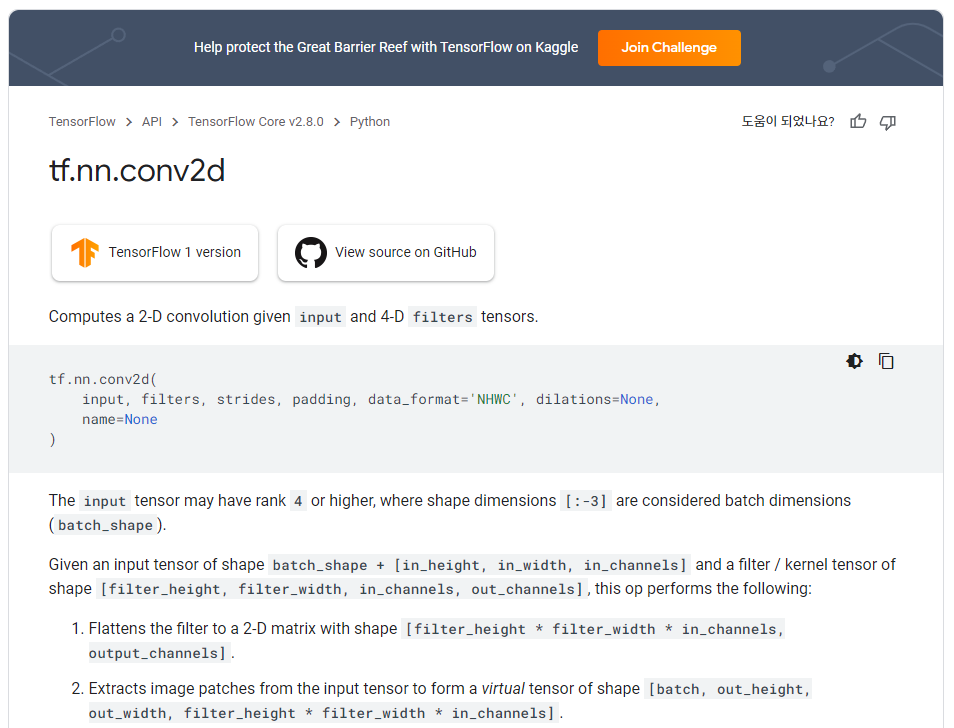 Help protect the Great Barrier Reef with TensorFlow on Kaggle Join Challenge
TensorFlow > API > TensorFlow Core v2.8.0 > Python 도움이 되었나요?
tf.nn.conv2d
TensorFlow 1 version View source on GitHub
Computes a 2-D convolution given input and 4-D filters tensors.
tf.nn.conv2d(
    input, filters, strides, padding, data_format='NHWC', dilations=None,
    name=None
)
The input tensor may have rank 4 or higher, where shape dimensions [:-3] are considered batch dimensions
(batch_shape).
Given an input tensor of shape batch_shape + [in_height, in_width, in_channels] and a filter / kernel tensor of
shape [filter_height, filter_width, in_channels, out_channels], this op performs the following:
1. Flattens the filter to a 2-D matrix with shape [filter_height * filter_width * in_channels,
output_channels].
2. Extracts image patches from the input tensor to form a virtual tensor of shape [batch, out_height,
out_width, filter_height * filter_width * in_channels].